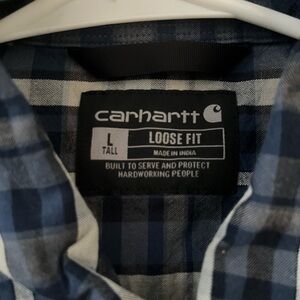 carhartt
L
TALL
LOOSE FIT
MADE IN INDIA
BUILT TO SERVE AND PROTECT
HARDWORKING PEOPLE